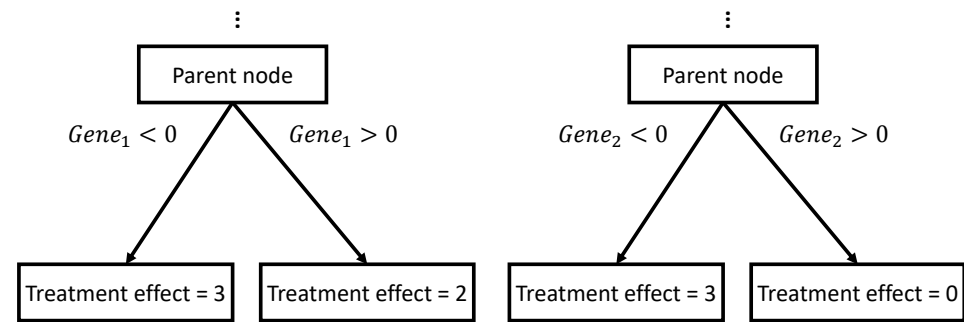 ⋮
Parent node
Gene₁ < 0
Gene₁ > 0
Treatment effect = 3
Treatment effect = 2
⋮
Parent node
Gene₂ < 0
Gene₂ > 0
Treatment effect = 3
Treatment effect = 0